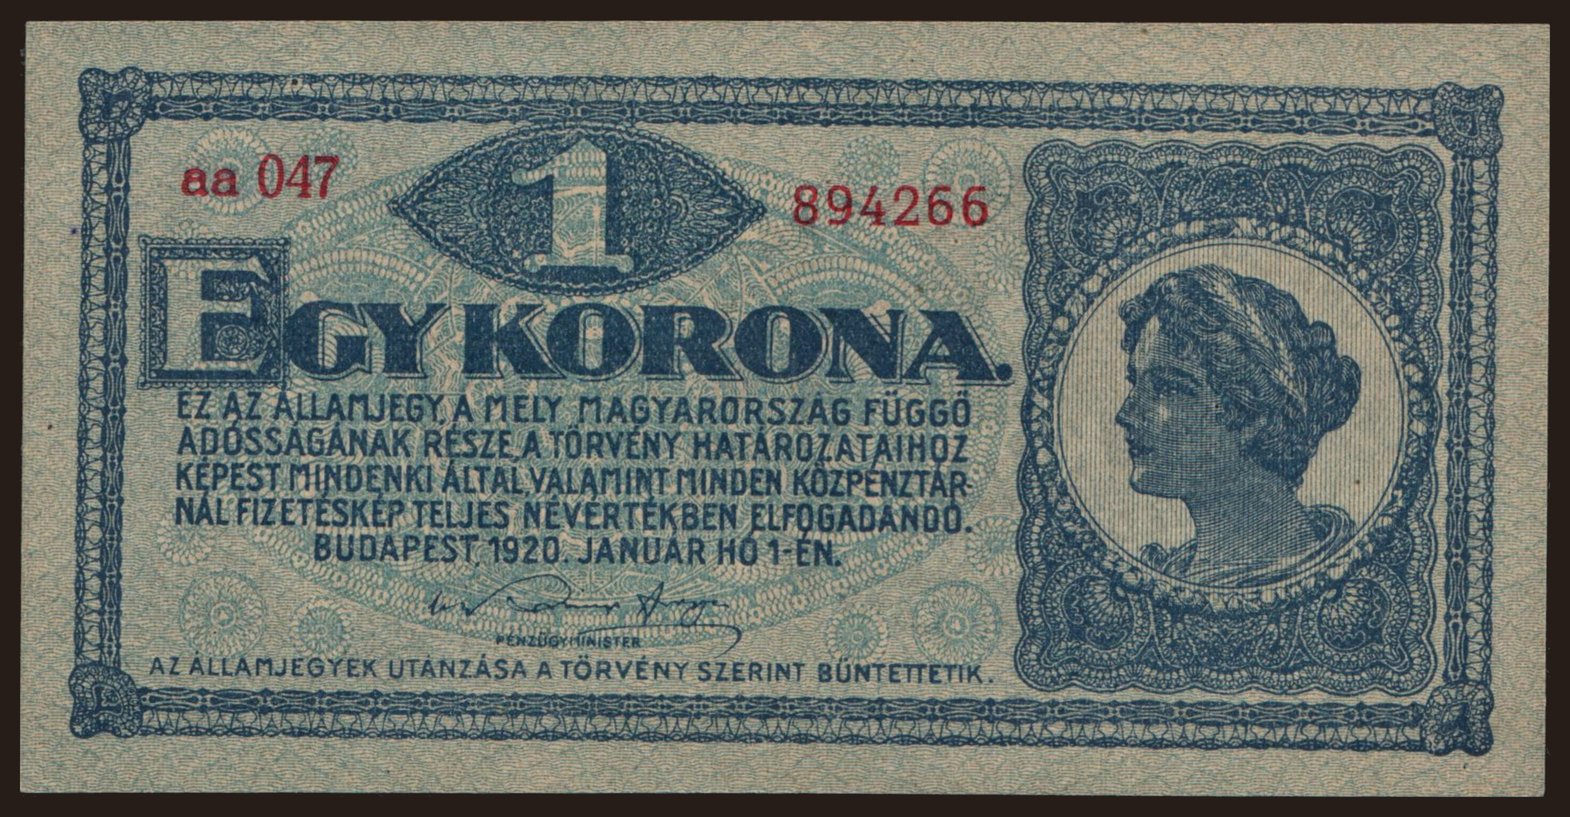 aa 047
1
894266
EGY KORONA.
EZ AZ ÁLLAMJEGY, A MELY MAGYARORSZÁG FÜGGŐ
ADÓSSÁGÁNAK RÉSZE, A TÖRVÉNY HATÁROZATAIHOZ
KÉPEST MINDENKI ÁLTAL, VALAMINT MINDEN KÖZPÉNZTÁR-
NÁL FIZETÉSKÉP TELJES NÉVÉRTÉKBEN ELFOGADANDÓ.
BUDAPEST, 1920. JANUÁR HÓ 1-ÉN.
PÉNZÜGYMINISTER
AZ ÁLLAMJEGYEK UTÁNZÁSA A TÖRVÉNY SZERINT BÜNTETTETIK.